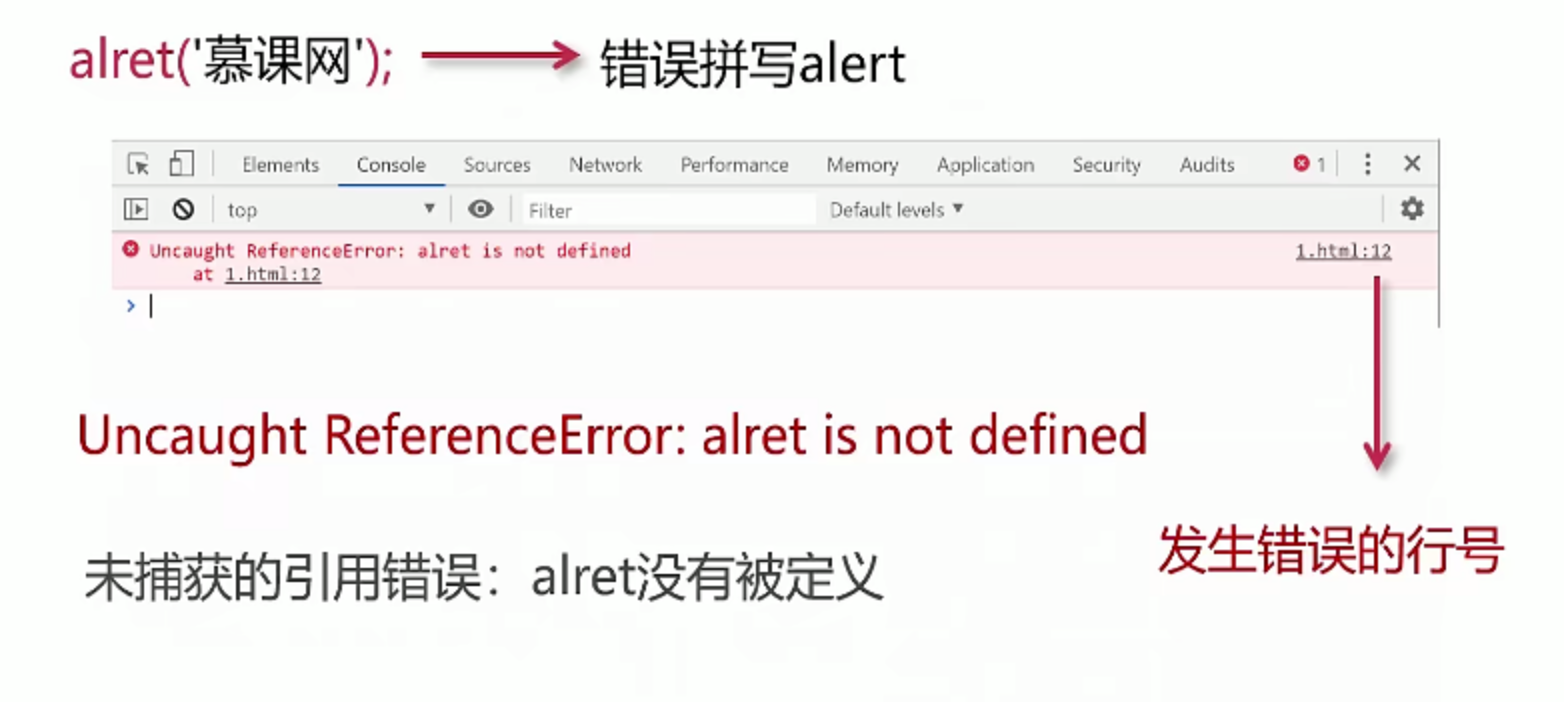 alret('慕课网');
错误拼写alert
Elements Console Sources Network Performance Memory Application Security Audits 1
top Filter Default levels
Uncaught ReferenceError: alret is not defined 1.html:12
at 1.html:12
Uncaught ReferenceError: alret is not defined
发生错误的行号
未捕获的引用错误：alret没有被定义